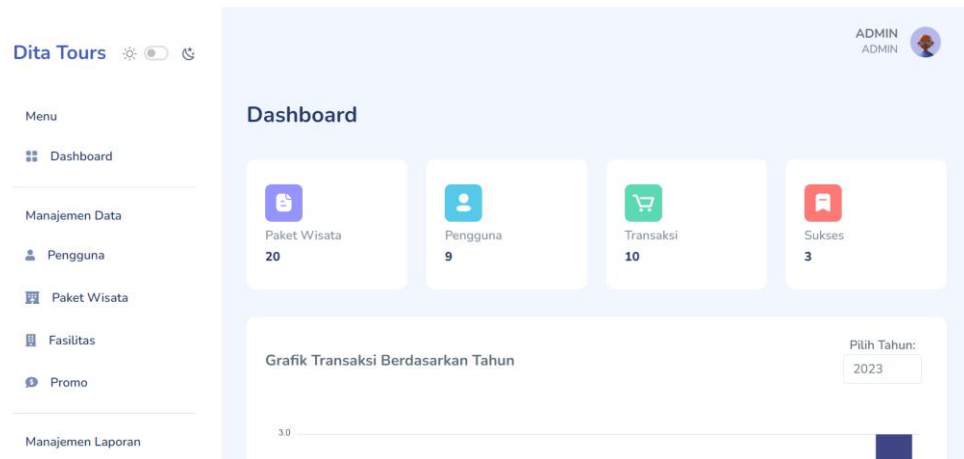 Dita Tours
Menu
Dashboard
Manajemen Data
Pengguna
Paket Wisata
Fasilitas
Promo
Manajemen Laporan
ADMIN
ADMIN
Dashboard
Paket Wisata
20
Pengguna
9
Transaksi
10
Sukses
3
Grafik Transaksi Berdasarkan Tahun
Pilih Tahun:
2023
3.0